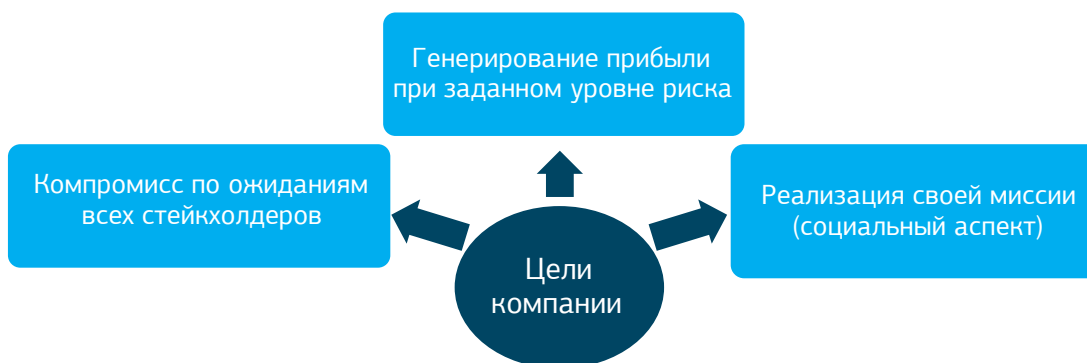 Генерирование прибыли
при заданном уровне риска
Компромисс по ожиданиям
всех стейкхолдеров
Реализация своей миссии
(социальный аспект)
Цели
компании